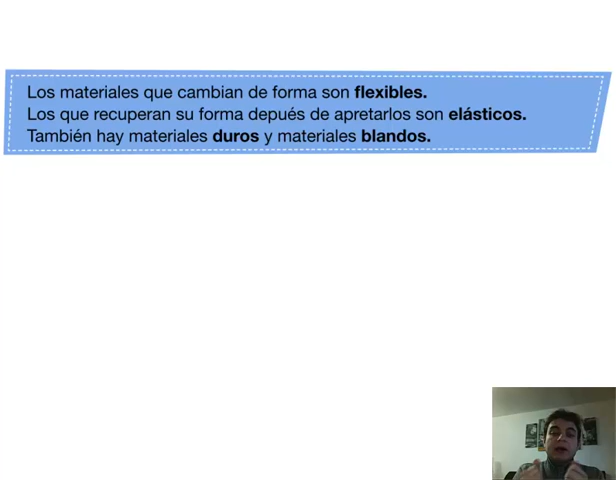 Los materiales que cambian de forma son flexibles.
Los que recuperan su forma depués de apretarlos son elásticos.
También hay materiales duros y materiales blandos.